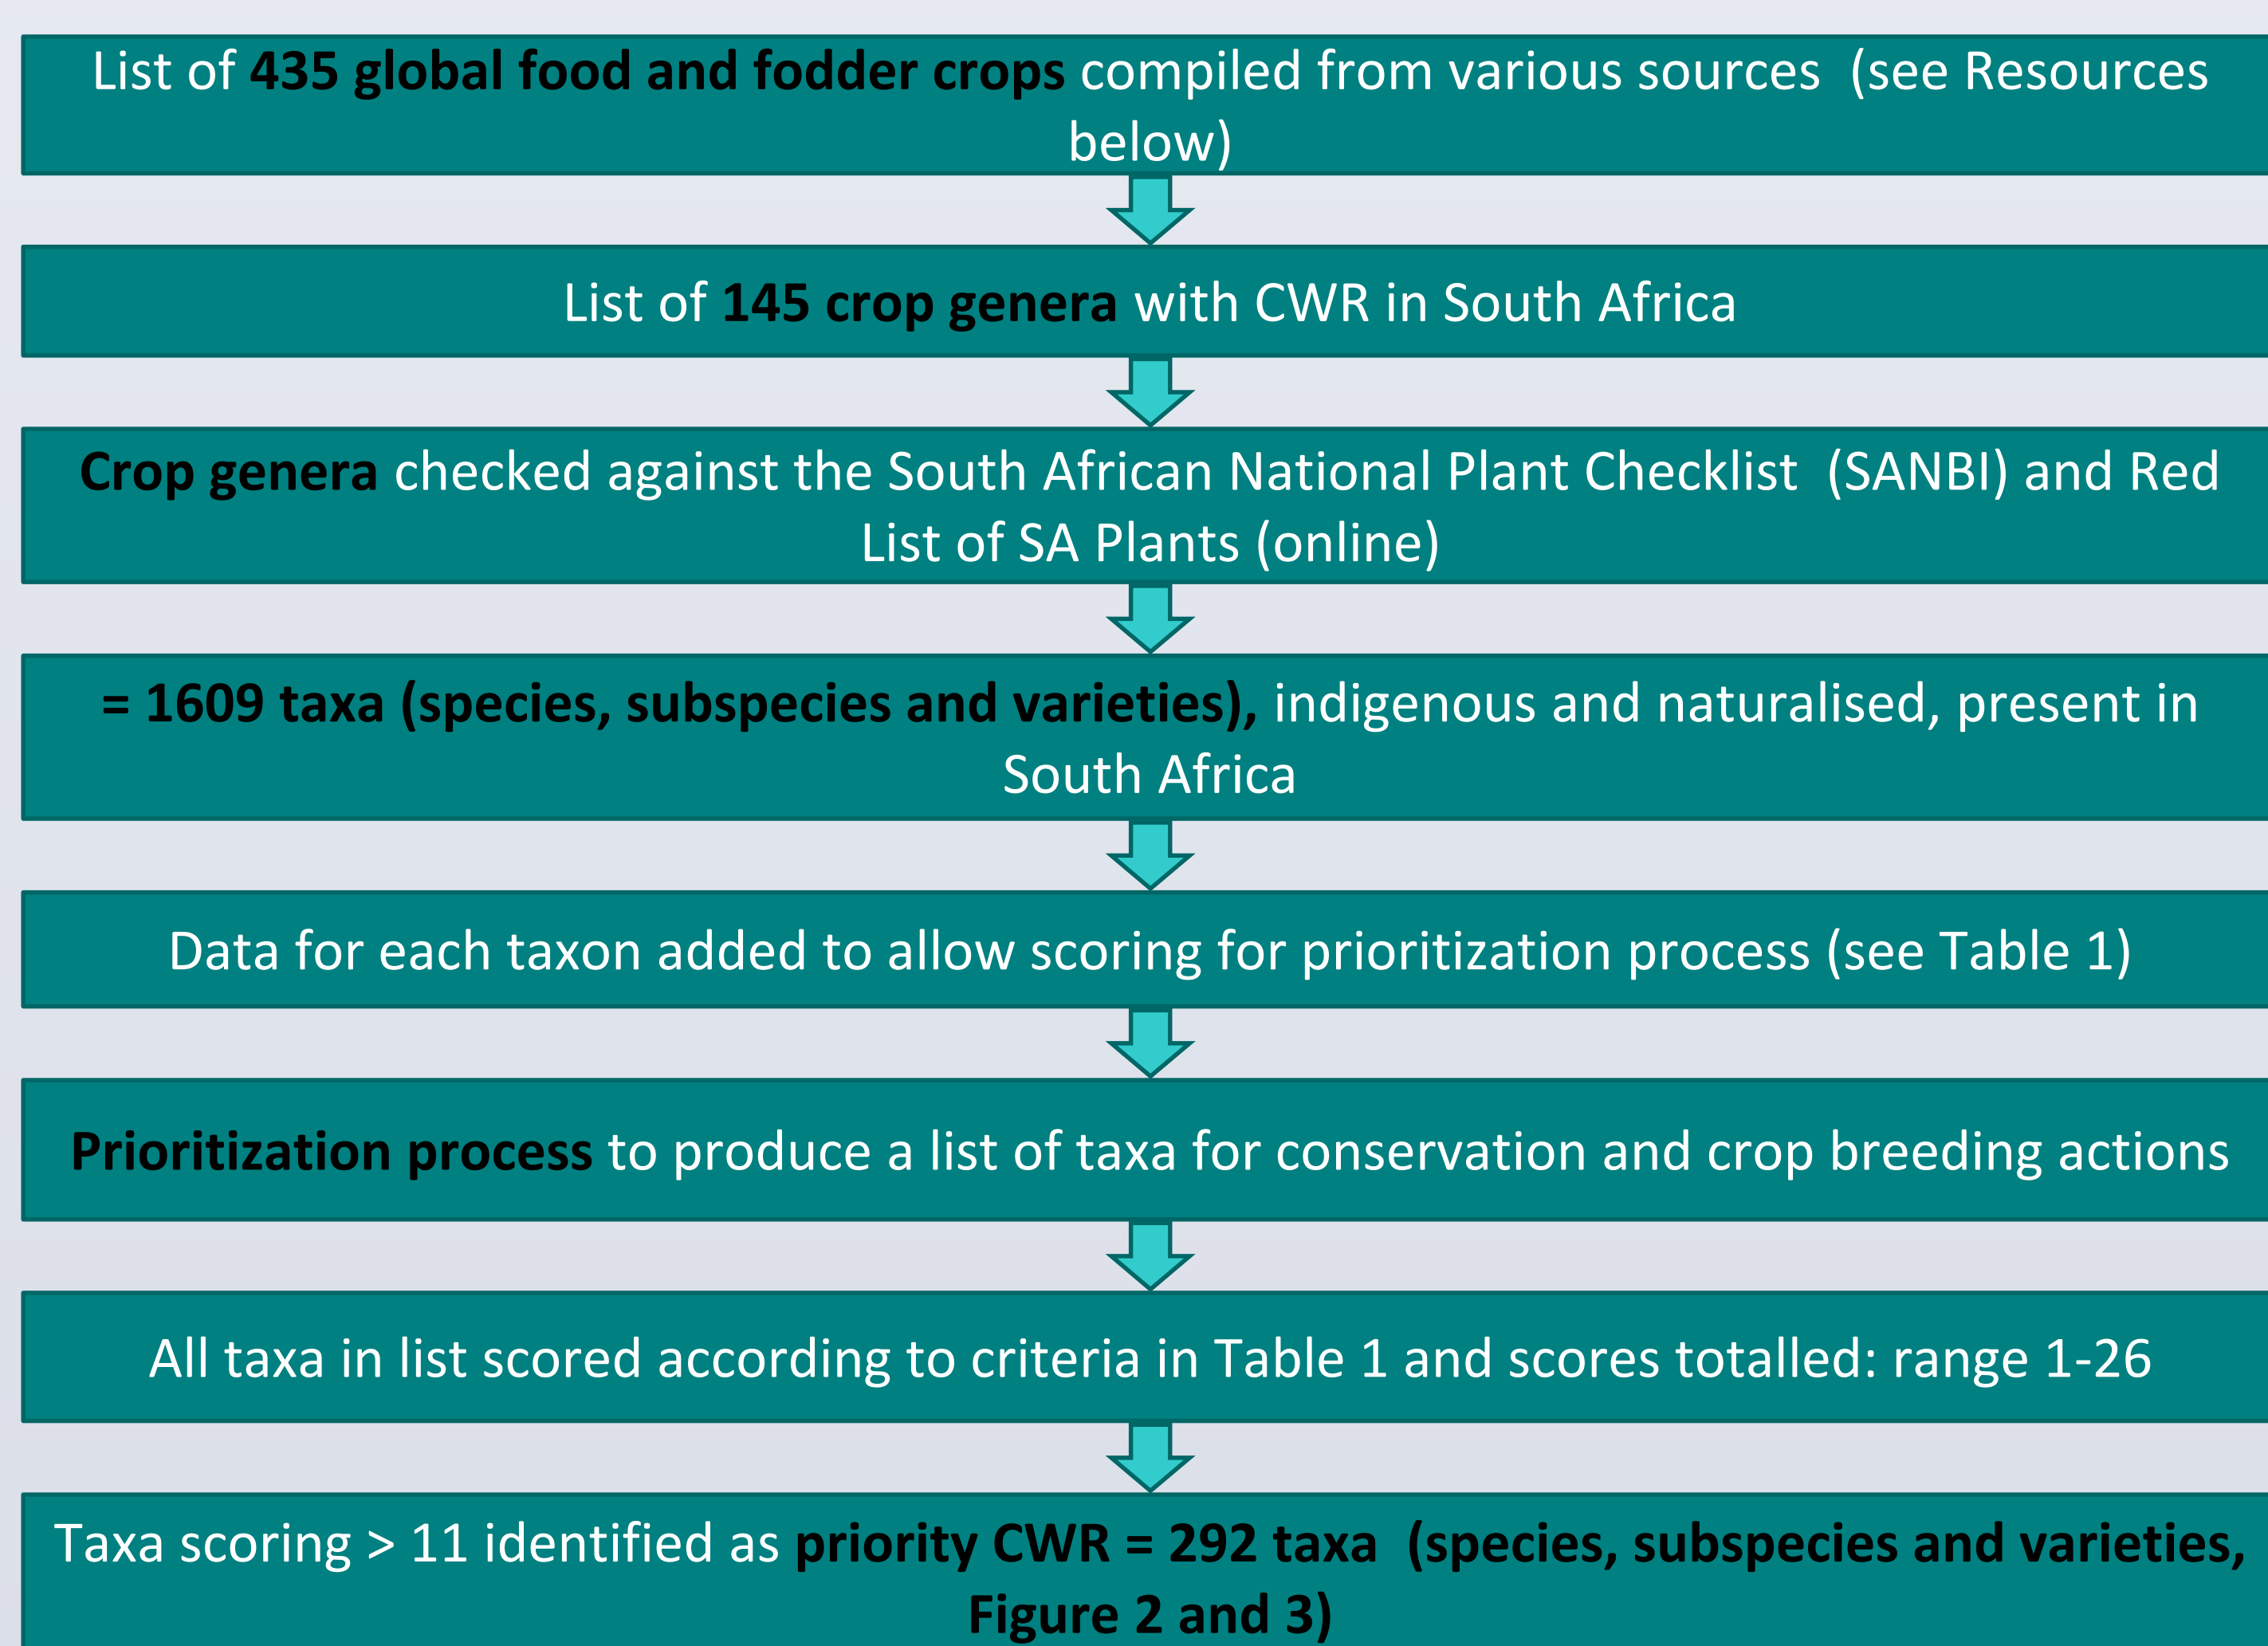 List of 435 global food and fodder crops compiled from various sources  (see Resources
below)
List of 145 crop genera with CWR in South Africa
Crop genera checked against the South African National Plant Checklist  (SANBI) and Red
List of SA Plants (online)
= 1609 taxa (species, subspecies and varieties), indigenous and naturalised, present in
South Africa
Data for each taxon added to allow scoring for prioritization process (see Table 1)
Prioritization process to produce a list of taxa for conservation and crop breeding actions
All taxa in list scored according to criteria in Table 1 and scores totalled: range 1-26
Taxa scoring > 11 identified as priority CWR = 292 taxa  (species, subspecies and varieties,
Figure 2 and 3)